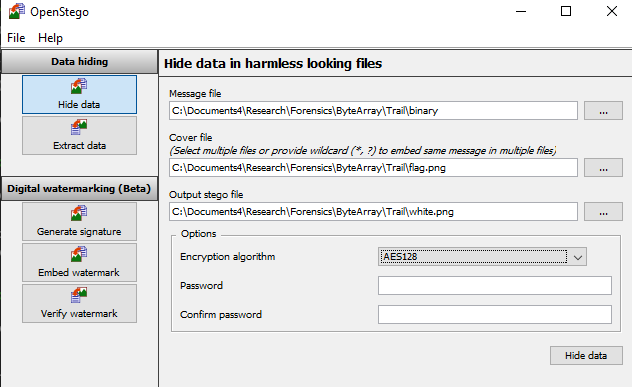 OpenStego
File Help
Data hiding
Hide data
Extract data
Digital watermarking (Beta)
Generate signature
Embed watermark
Verify watermark
Hide data in harmless looking files
Message file
C:\Documents4\Research\Forensics\ByteArray\Trail\binary
...
Cover file
(Select multiple files or provide wildcard (*, ?) to embed same message in multiple files)
C:\Documents4\Research\Forensics\ByteArray\Trail\flag.png
...
Output stego file
C:\Documents4\Research\Forensics\ByteArray\Trail\white.png
...
Options
Encryption algorithm
AES128
Password
Confirm password
Hide data